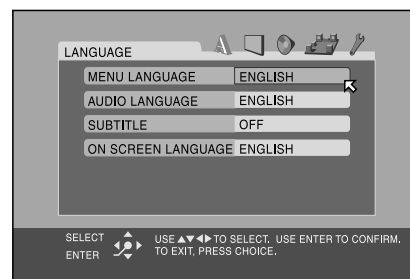 LANGUAGE
MENU LANGUAGE ENGLISH
AUDIO LANGUAGE ENGLISH
SUBTITLE OFF
ON SCREEN LANGUAGE ENGLISH
SELECT
ENTER
USE ▲▼◀▶ TO SELECT. USE ENTER TO CONFIRM.
TO EXIT, PRESS CHOICE.